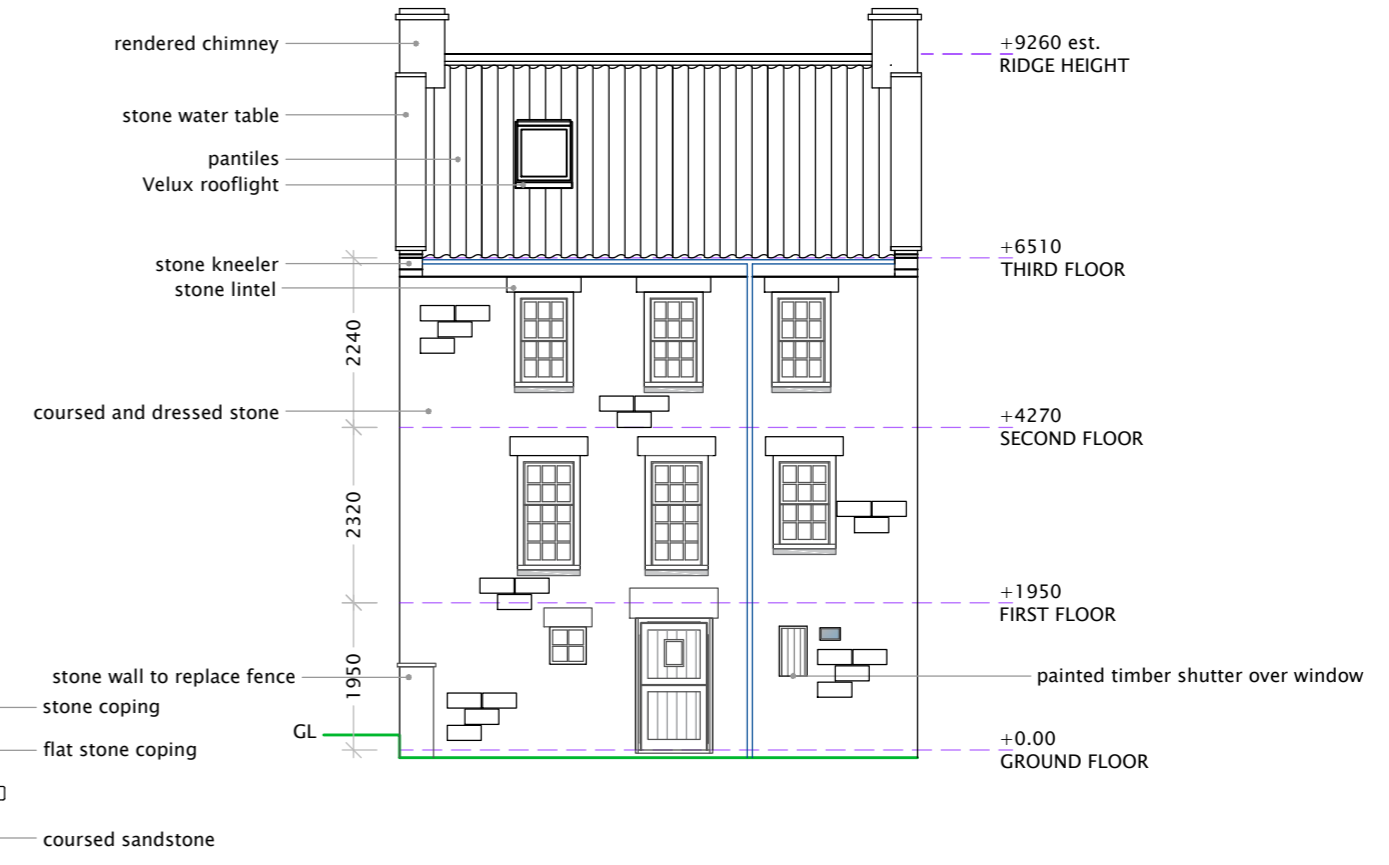 rendered chimney
+9260 est.
RIDGE HEIGHT
stone water table
pantiles
Velux rooflight
+6510
THIRD FLOOR
stone kneeler
stone lintel
2240
coursed and dressed stone
+4270
SECOND FLOOR
2320
+1950
FIRST FLOOR
1950
stone wall to replace fence
painted timber shutter over window
stone coping
GL
flat stone coping
+0.00
GROUND FLOOR
coursed sandstone